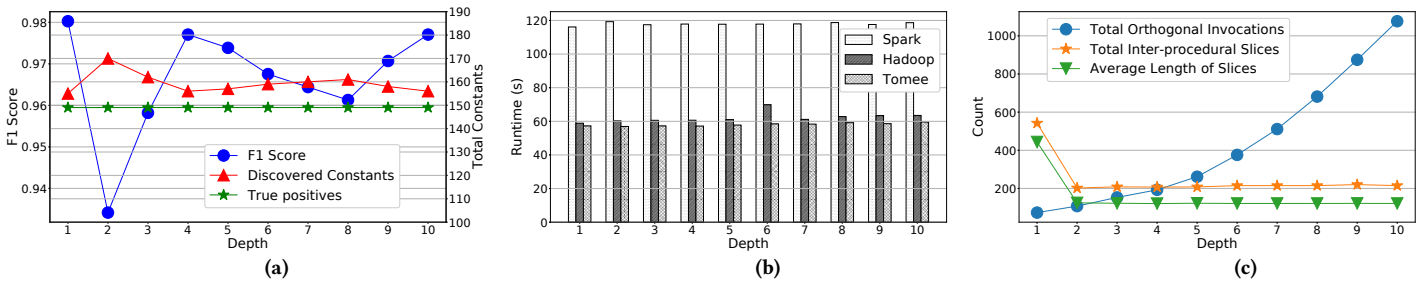 0.98
0.97
0.96
0.95
0.94
F1 Score
190
180
170
160
150
140
130
120
110
100
Total Constants
F1 Score
Discovered Constants
True positives
1 2 3 4 5 6 7 8 9 10
Depth
(a)
120
100
80
60
40
20
0
Runtime (s)
Spark
Hadoop
Tomee
1 2 3 4 5 6 7 8 9 10
Depth
(b)
1000
800
600
400
200
Count
Total Orthogonal Invocations
Total Inter-procedural Slices
Average Length of Slices
1 2 3 4 5 6 7 8 9 10
Depth
(c)